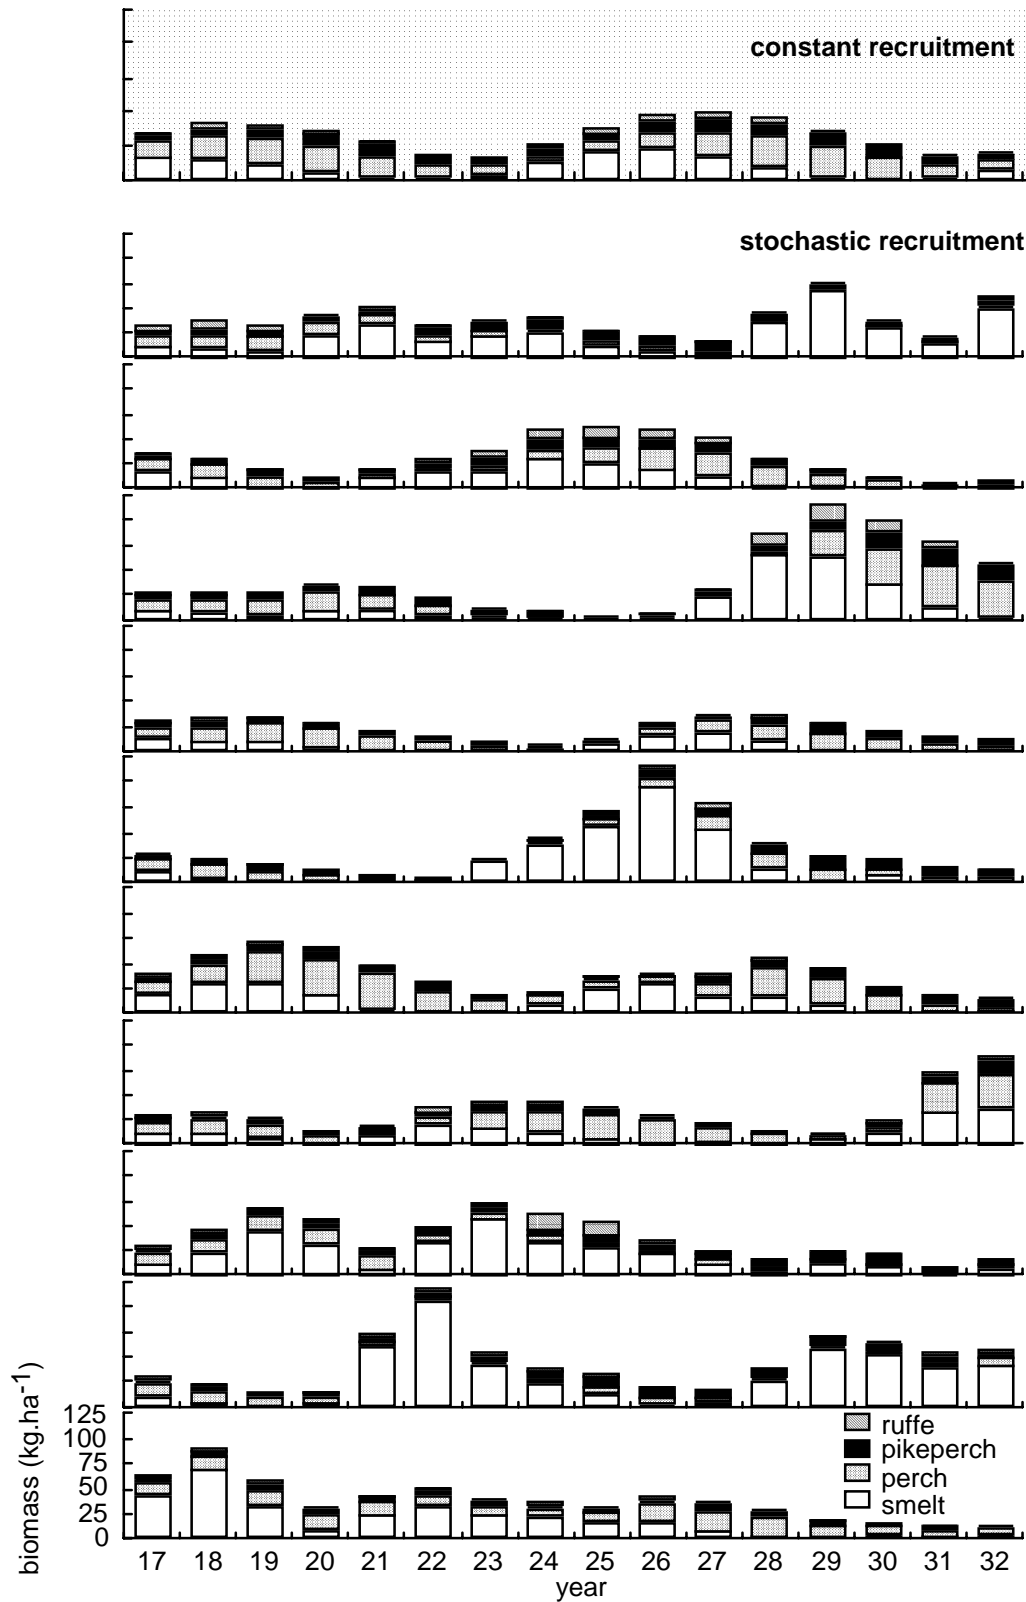 constant recruitment
stochastic recruitment
biomass (kg.ha-1)
125
100
75
50
25
0
ruffe
pikeperch
perch
smelt
17 18 19 20 21 22 23 24 25 26 27 28 29 30 31 32
year